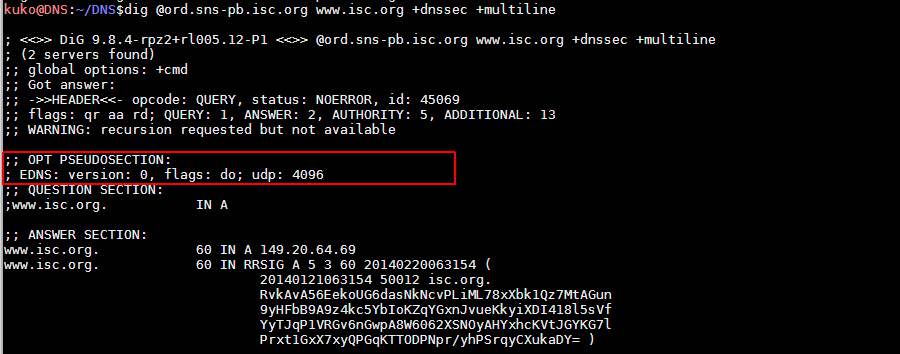 kuko@DNS:~/DNS$dig @ord.sns-pb.isc.org www.isc.org +dnssec +multiline
; <<>> DiG 9.8.4-rpz2+rl005.12-P1 <<>> @ord.sns-pb.isc.org www.isc.org +dnssec +multiline
; (2 servers found)
;; global options: +cmd
;; Got answer:
;; ->>HEADER<<- opcode: QUERY, status: NOERROR, id: 45069
;; flags: qr aa rd; QUERY: 1, ANSWER: 2, AUTHORITY: 5, ADDITIONAL: 13
;; WARNING: recursion requested but not available
;; OPT PSEUDOSECTION:
; EDNS: version: 0, flags: do; udp: 4096
;; QUESTION SECTION:
;www.isc.org. IN A
;; ANSWER SECTION:
www.isc.org. 60 IN A 149.20.64.69
www.isc.org. 60 IN RRSIG A 5 3 60 20140220063154 (
20140121063154 50012 isc.org.
RvkAvA56EekoUG6dasNkNcvPLiML78xXbk1Qz7MtAGun
9yHFbB9A9z4kc5YbIoKZqYGxnJvueKkyiXDI418l5sVf
YyTJqP1VRGv6nGwpA8W6062XSNOyAHYxhcKVtJGYKG7l
Prxt1GxX7xyQPGqKTTODPNpr/yhPSrqyCXukaDY= )